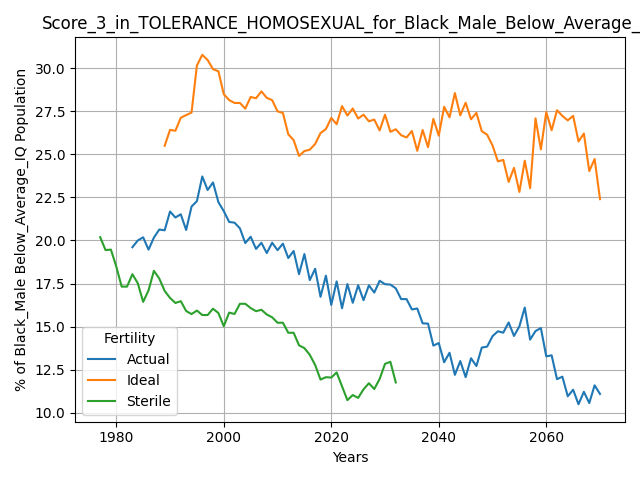 Score_3_in_TOLERANCE_HOMOSEXUAL_for_Black_Male_Below_Average_
% of Black_Male Below_Average_IQ Population
30.0
27.5
25.0
22.5
20.0
17.5
15.0
12.5
10.0
Fertility
Actual
Ideal
Sterile
1980 2000 2020 2040 2060
Years